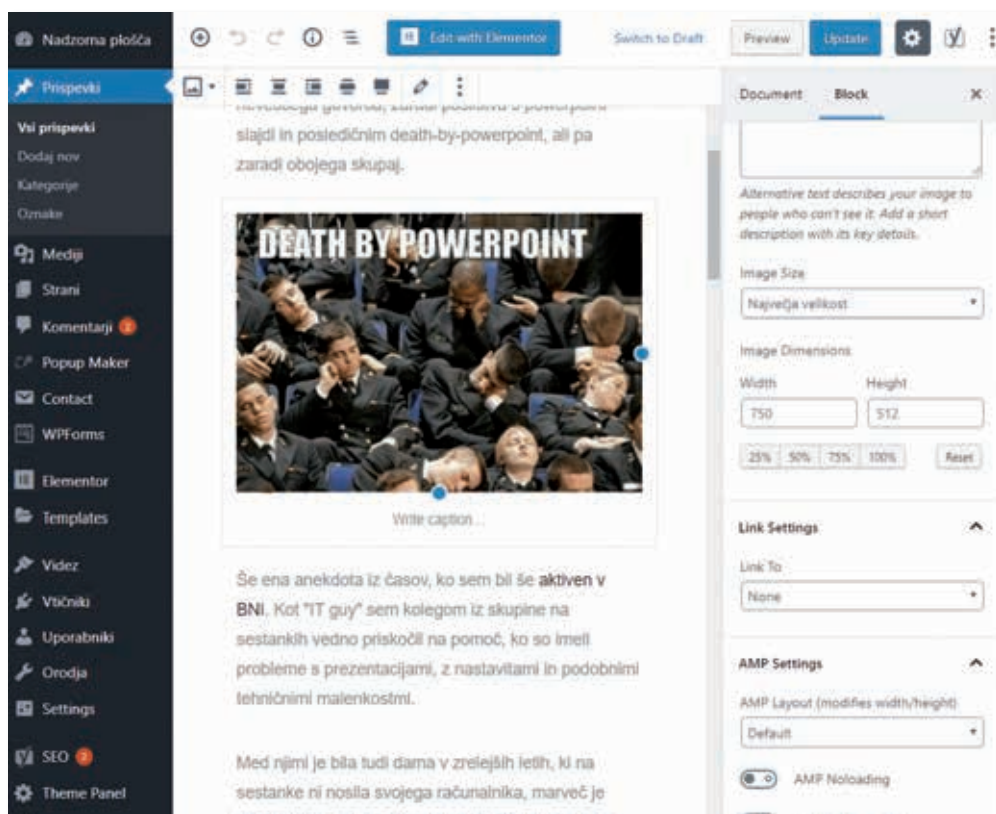 Nadzorna plošča
Edit with Elementor
Switch to Draft
Preview
Update
Prispevki
Vsi prispevki
Dodaj nov
Kategorije
Oznake
Mediji
Strani
Komentarji 2
Popup Maker
Contact
WPForms
Elementor
Templates
Videz
Vtičniki
Uporabniki
Orodja
Settings
SEO 2
Theme Panel
slajdi in posledičnim death-by-powerpoint, ali pa
zaradi obojega skupaj.
DEATH BY POWERPOINT
Write caption...
Še ena anekdota iz časov, ko sem bil še aktiven v
BNI. Kot "IT guy" sem kolegom iz skupine na
sestankih vedno priskočil na pomoč, ko so imeli
probleme s prezentacijami, z nastavitami in podobnimi
tehničnimi malenkostmi.
Med njimi je bila tudi dama v zrelejših letih, ki na
sestanke ni nosila svojega računalnika, marveč je
Document
Block
Alternative text describes your image to
people who can't see it. Add a short
description with its key details.
Image Size
Največja velikost
Image Dimensions
Width Height
750 512
25% 50% 75% 100% Reset
Link Settings
Link To
None
AMP Settings
AMP Layout (modifies width/height)
Default
AMP Noloading